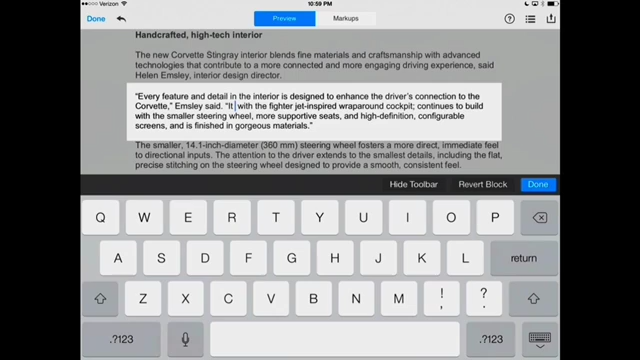 Verizon
10:59 PM
Done
Preview
Markups
Handcrafted, high-tech interior
The new Corvette Stingray interior blends fine materials and craftsmanship with advanced
technologies that contribute to a more connected and more engaging driving experience, said
Helen Emsley, interior design director.
“Every feature and detail in the interior is designed to enhance the driver’s connection to the
Corvette,” Emsley said. “It with the fighter jet-inspired wraparound cockpit; continues to build
with the smaller steering wheel, more supportive seats, and high-definition, configurable
screens, and is finished in gorgeous materials.”
The smaller, 14.1-inch-diameter (360 mm) steering wheel fosters a more direct, immediate feel
to directional inputs. The attention to the driver extends to the smallest details, including the flat,
precise stitching on the steering wheel designed to provide a smooth, consistent feel.
Hide Toolbar
Revert Block
Done
Q W E R T Y U I O P
A S D F G H J K L return
Z X C V B N M ! , ? .
.?123
.?123